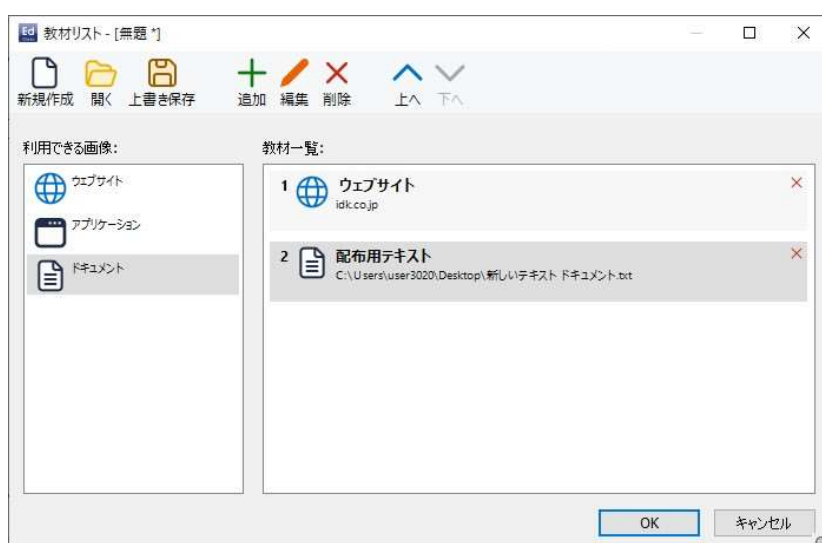 Ed
教材リスト - [無題 *]
新規作成 開く 上書き保存 追加 編集 削除 上へ 下へ
利用できる画像:
教材一覧:
ウェブサイト
アプリケーション
ドキュメント
1 ウェブサイト
idk.co.jp
2 配布用テキスト
C:\Users\user3020\Desktop\新しいテキスト ドキュメント.txt
OK キャンセル